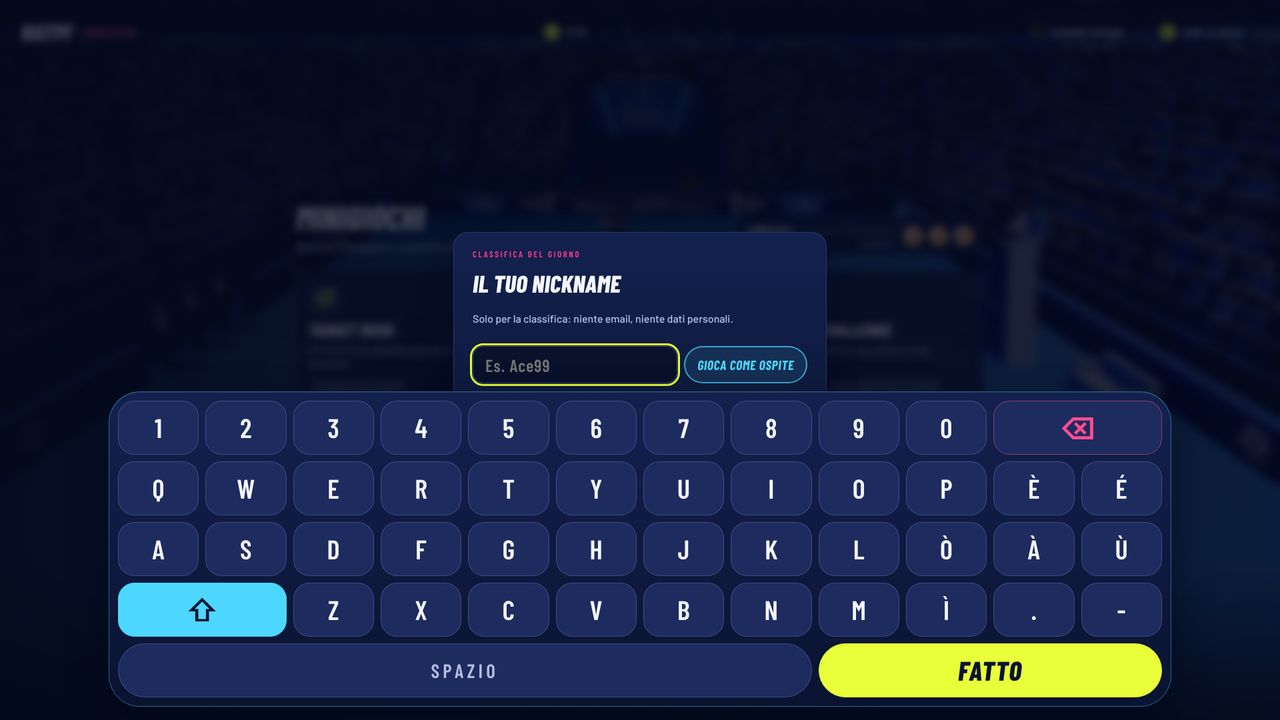 MINIGIOCHI
CLASSIFICA DEL GIORNO
IL TUO NICKNAME
Solo per la classifica: niente email, niente dati personali.
Es. Ace99
GIOCA COME OSPITE
1 2 3 4 5 6 7 8 9 0
Q W E R T Y U I O P È É
A S D F G H J K L Ò À Ù
Z X C V B N M Ì . -
SPAZIO
FATTO